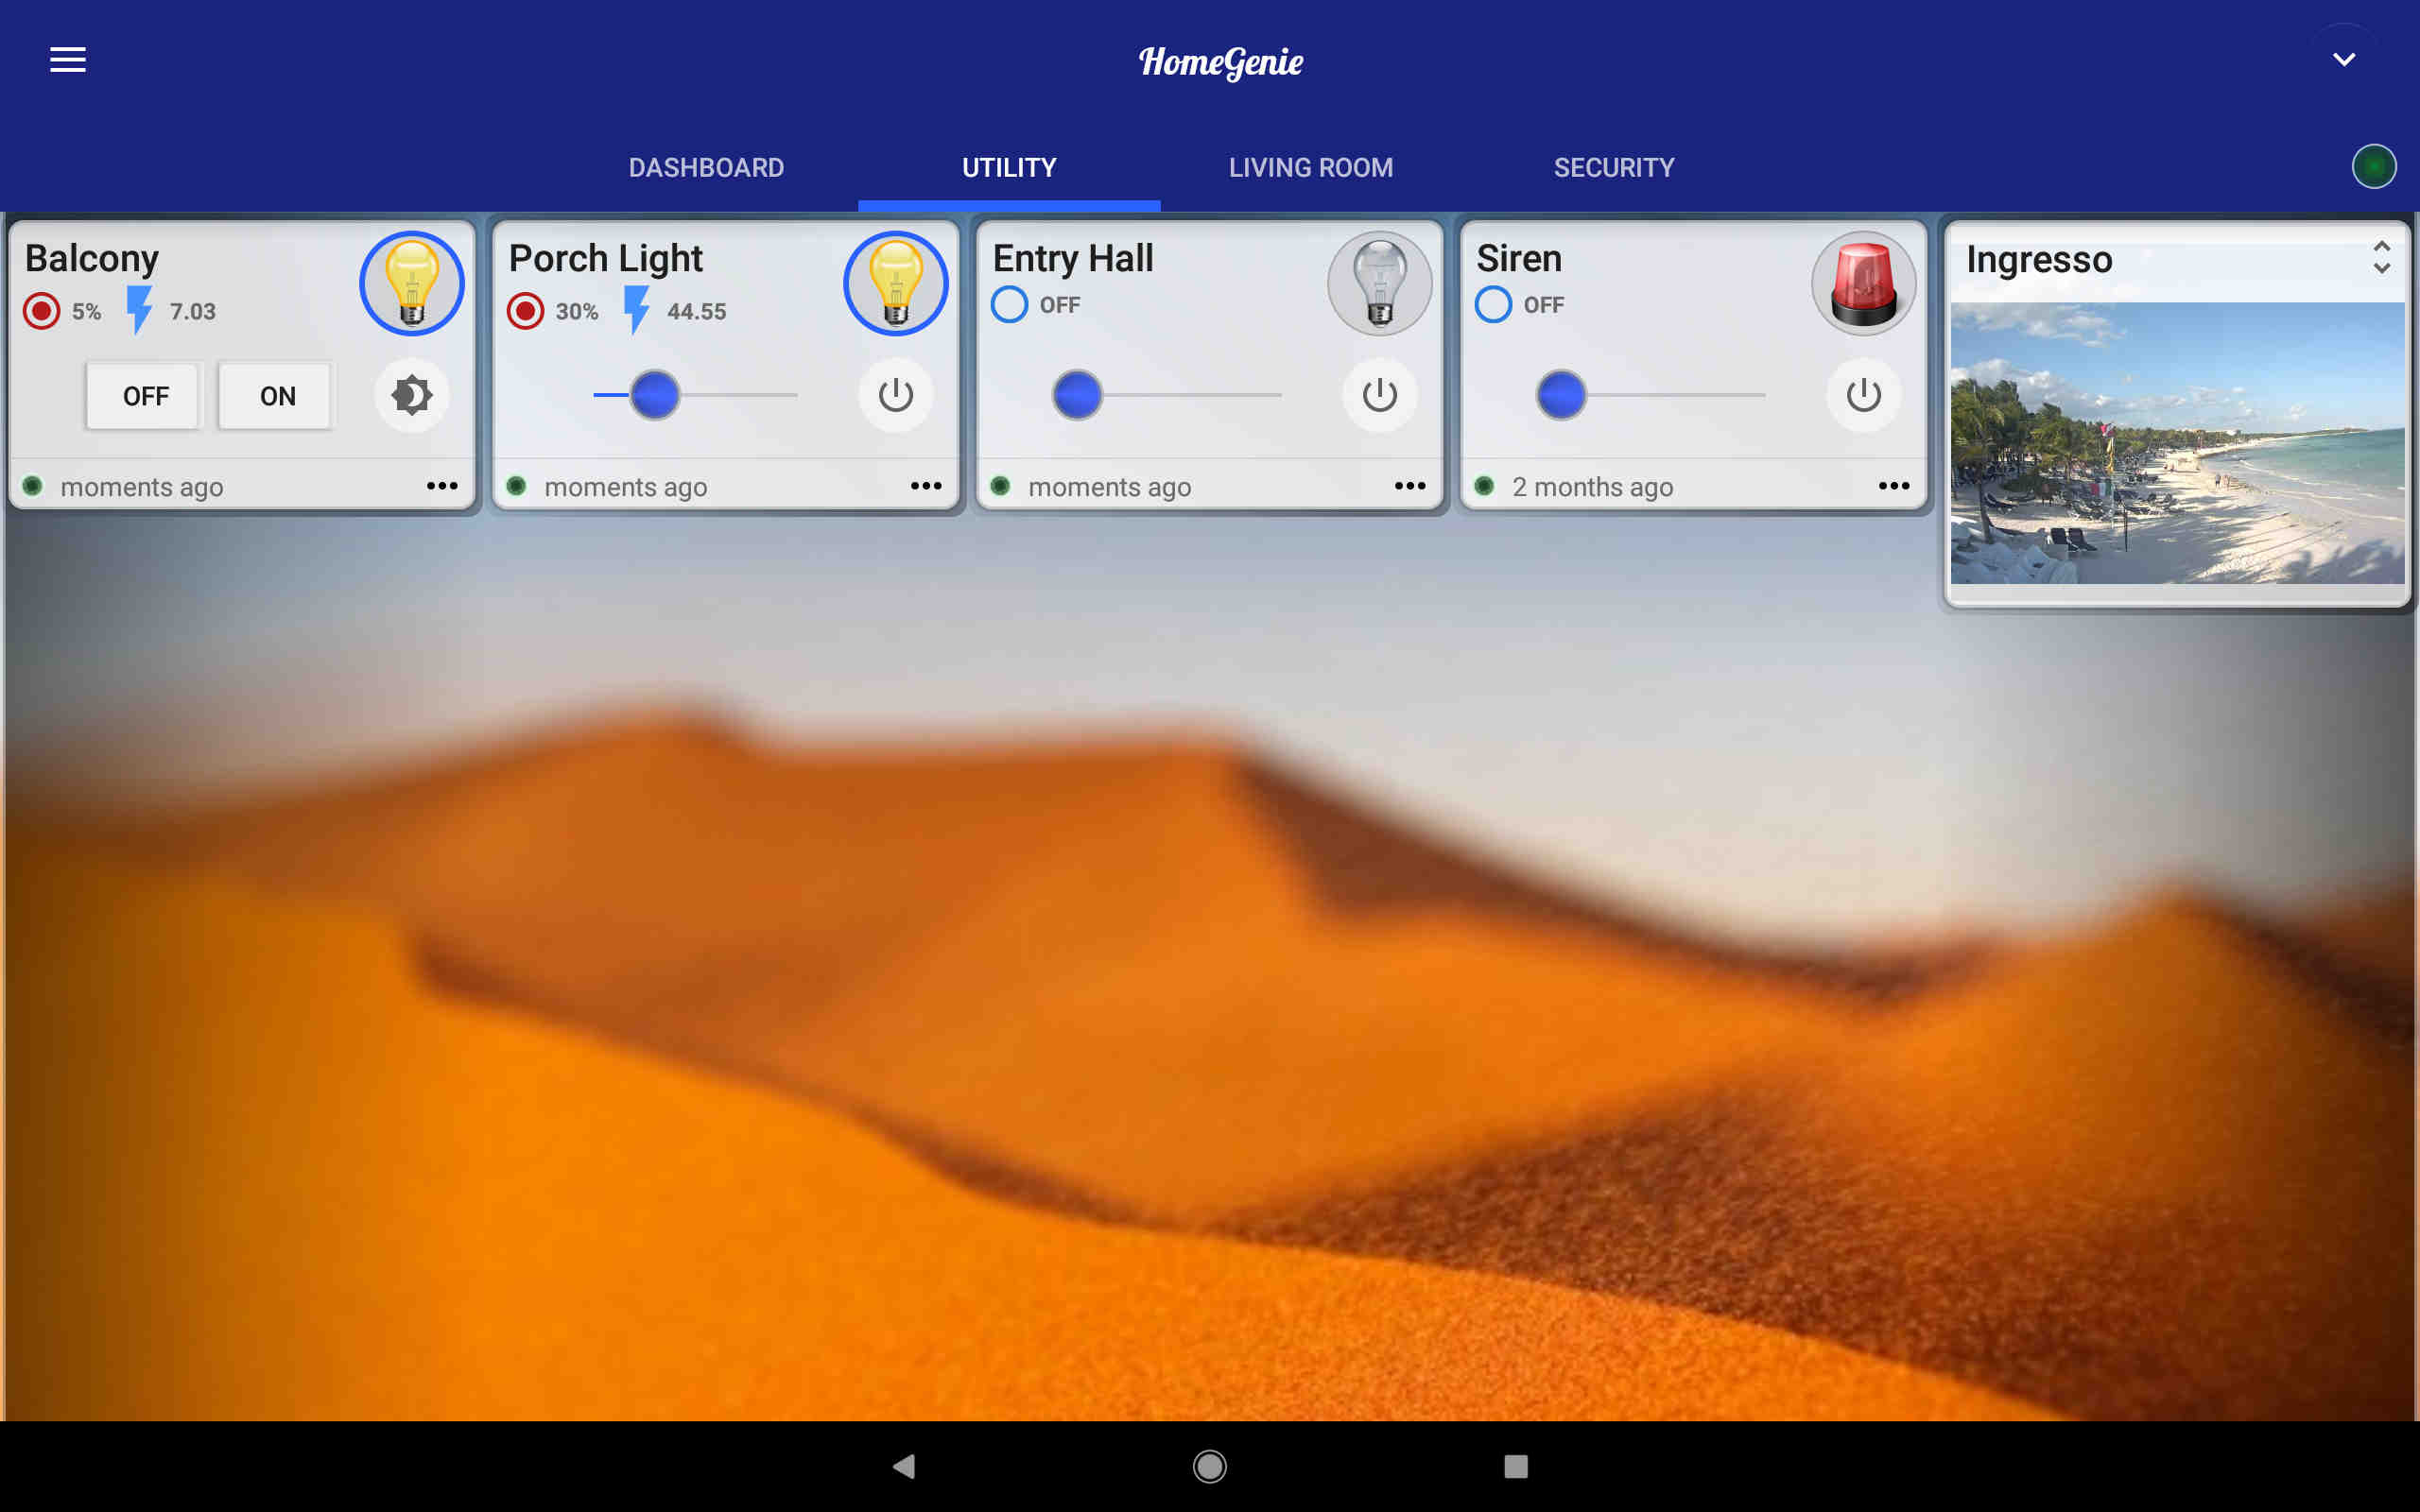 HomeGenie
DASHBOARD UTILITY LIVING ROOM SECURITY
Balcony
5% 7.03
OFF ON
moments ago
Porch Light
30% 44.55
moments ago
Entry Hall
OFF
moments ago
Siren
OFF
2 months ago
Ingresso